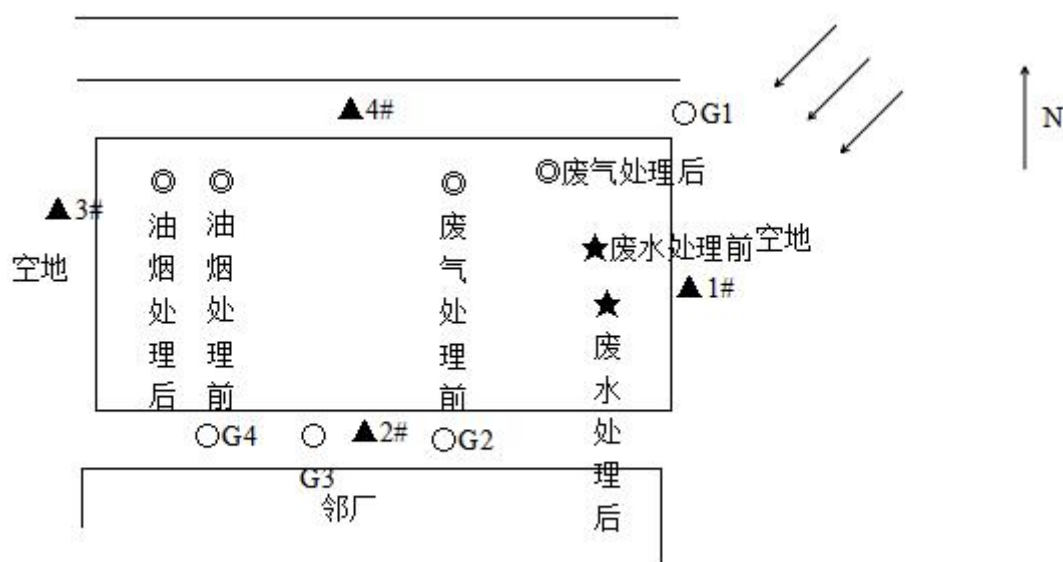 ▲4#
○G1
N
◎废气处理后
▲3#
◎油烟处理后
◎油烟处理前
◎废气处理前
★废水处理前
空地
空地
▲1#
★废水处理后
○G4
○G3
▲2#
○G2
邻厂